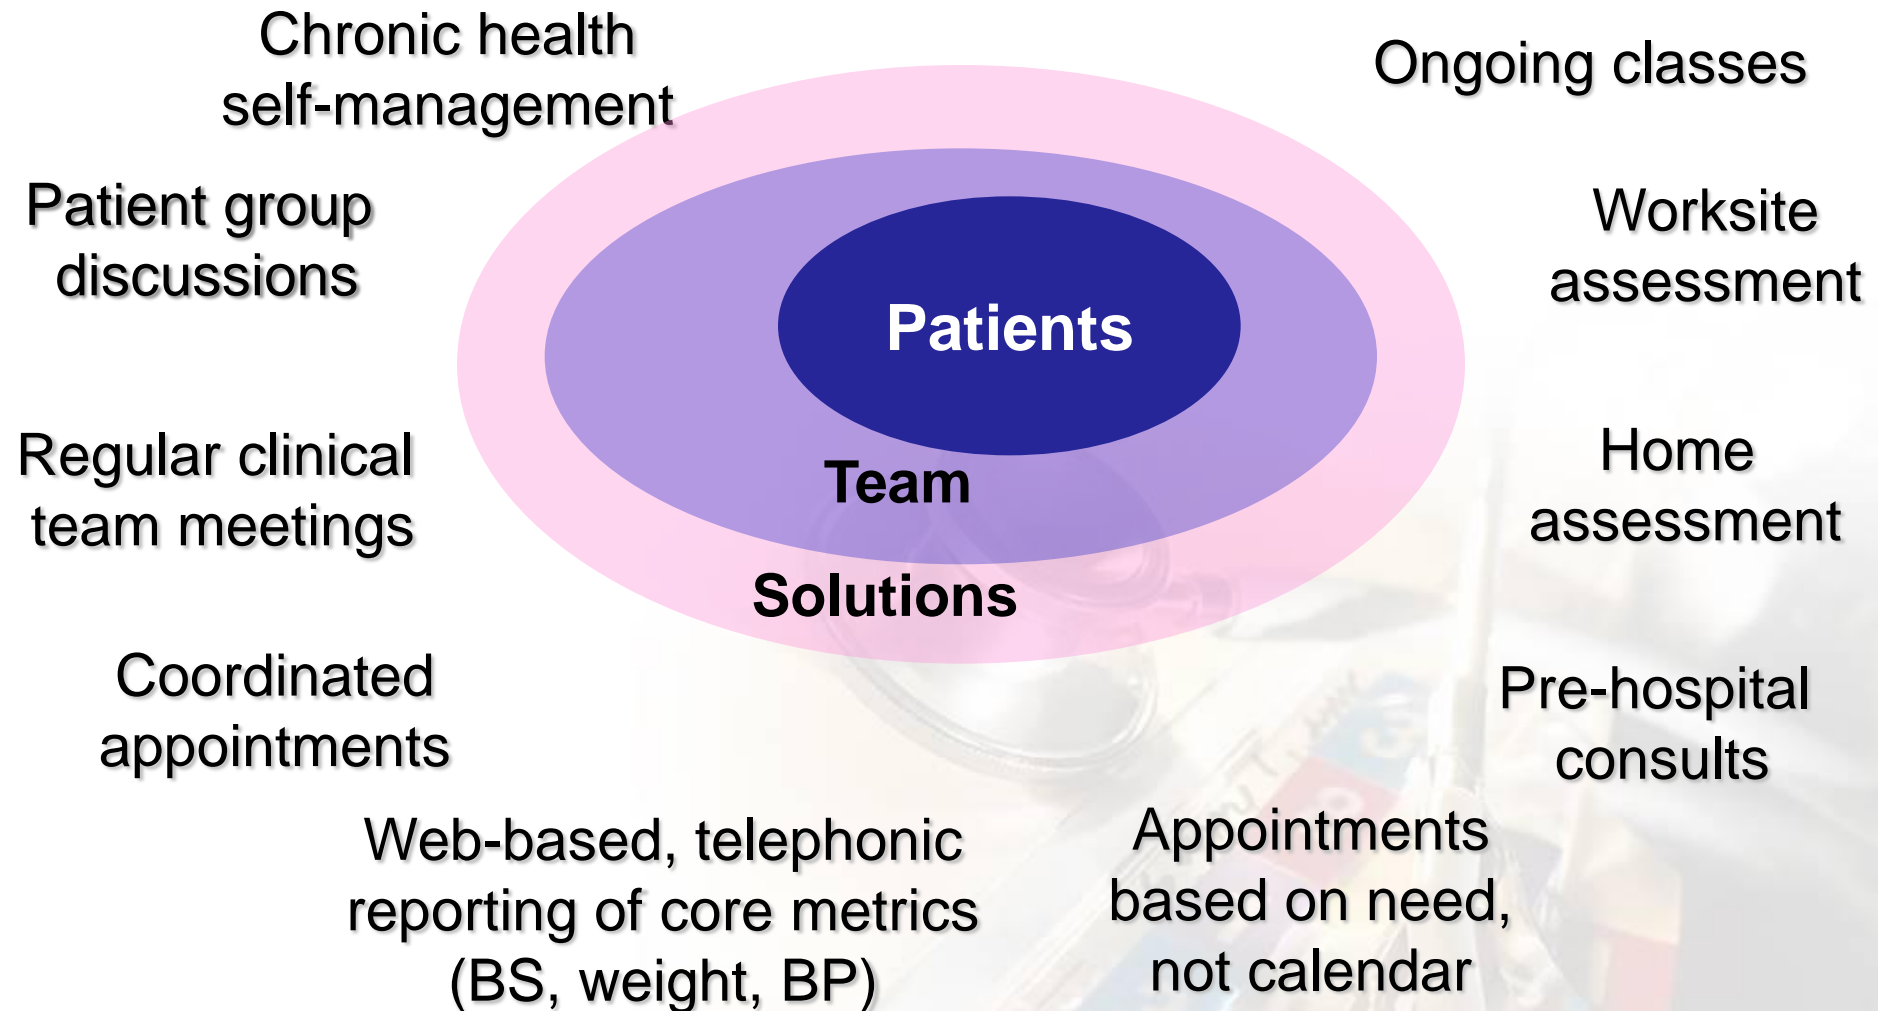 Chronic health
self-management
Ongoing classes
Patient group
discussions
Worksite
assessment
Patients
Regular clinical
team meetings
Team
Home
assessment
Solutions
Coordinated
appointments
Pre-hospital
consults
Web-based, telephonic
reporting of core metrics
(BS, weight, BP)
Appointments
based on need,
not calendar